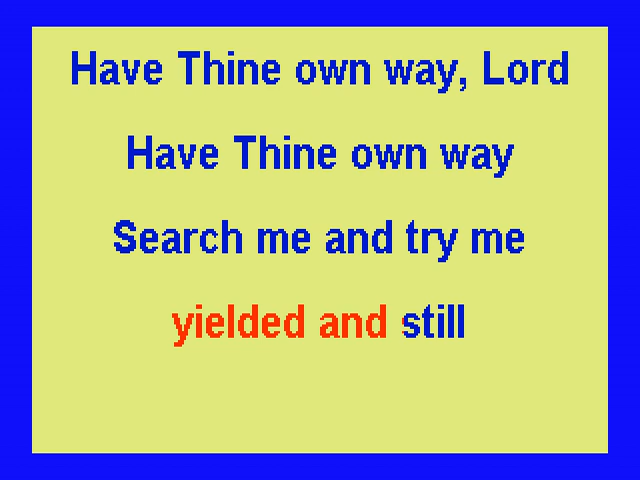 Have Thine own way, Lord
Have Thine own way
Search me and try me
yielded and still